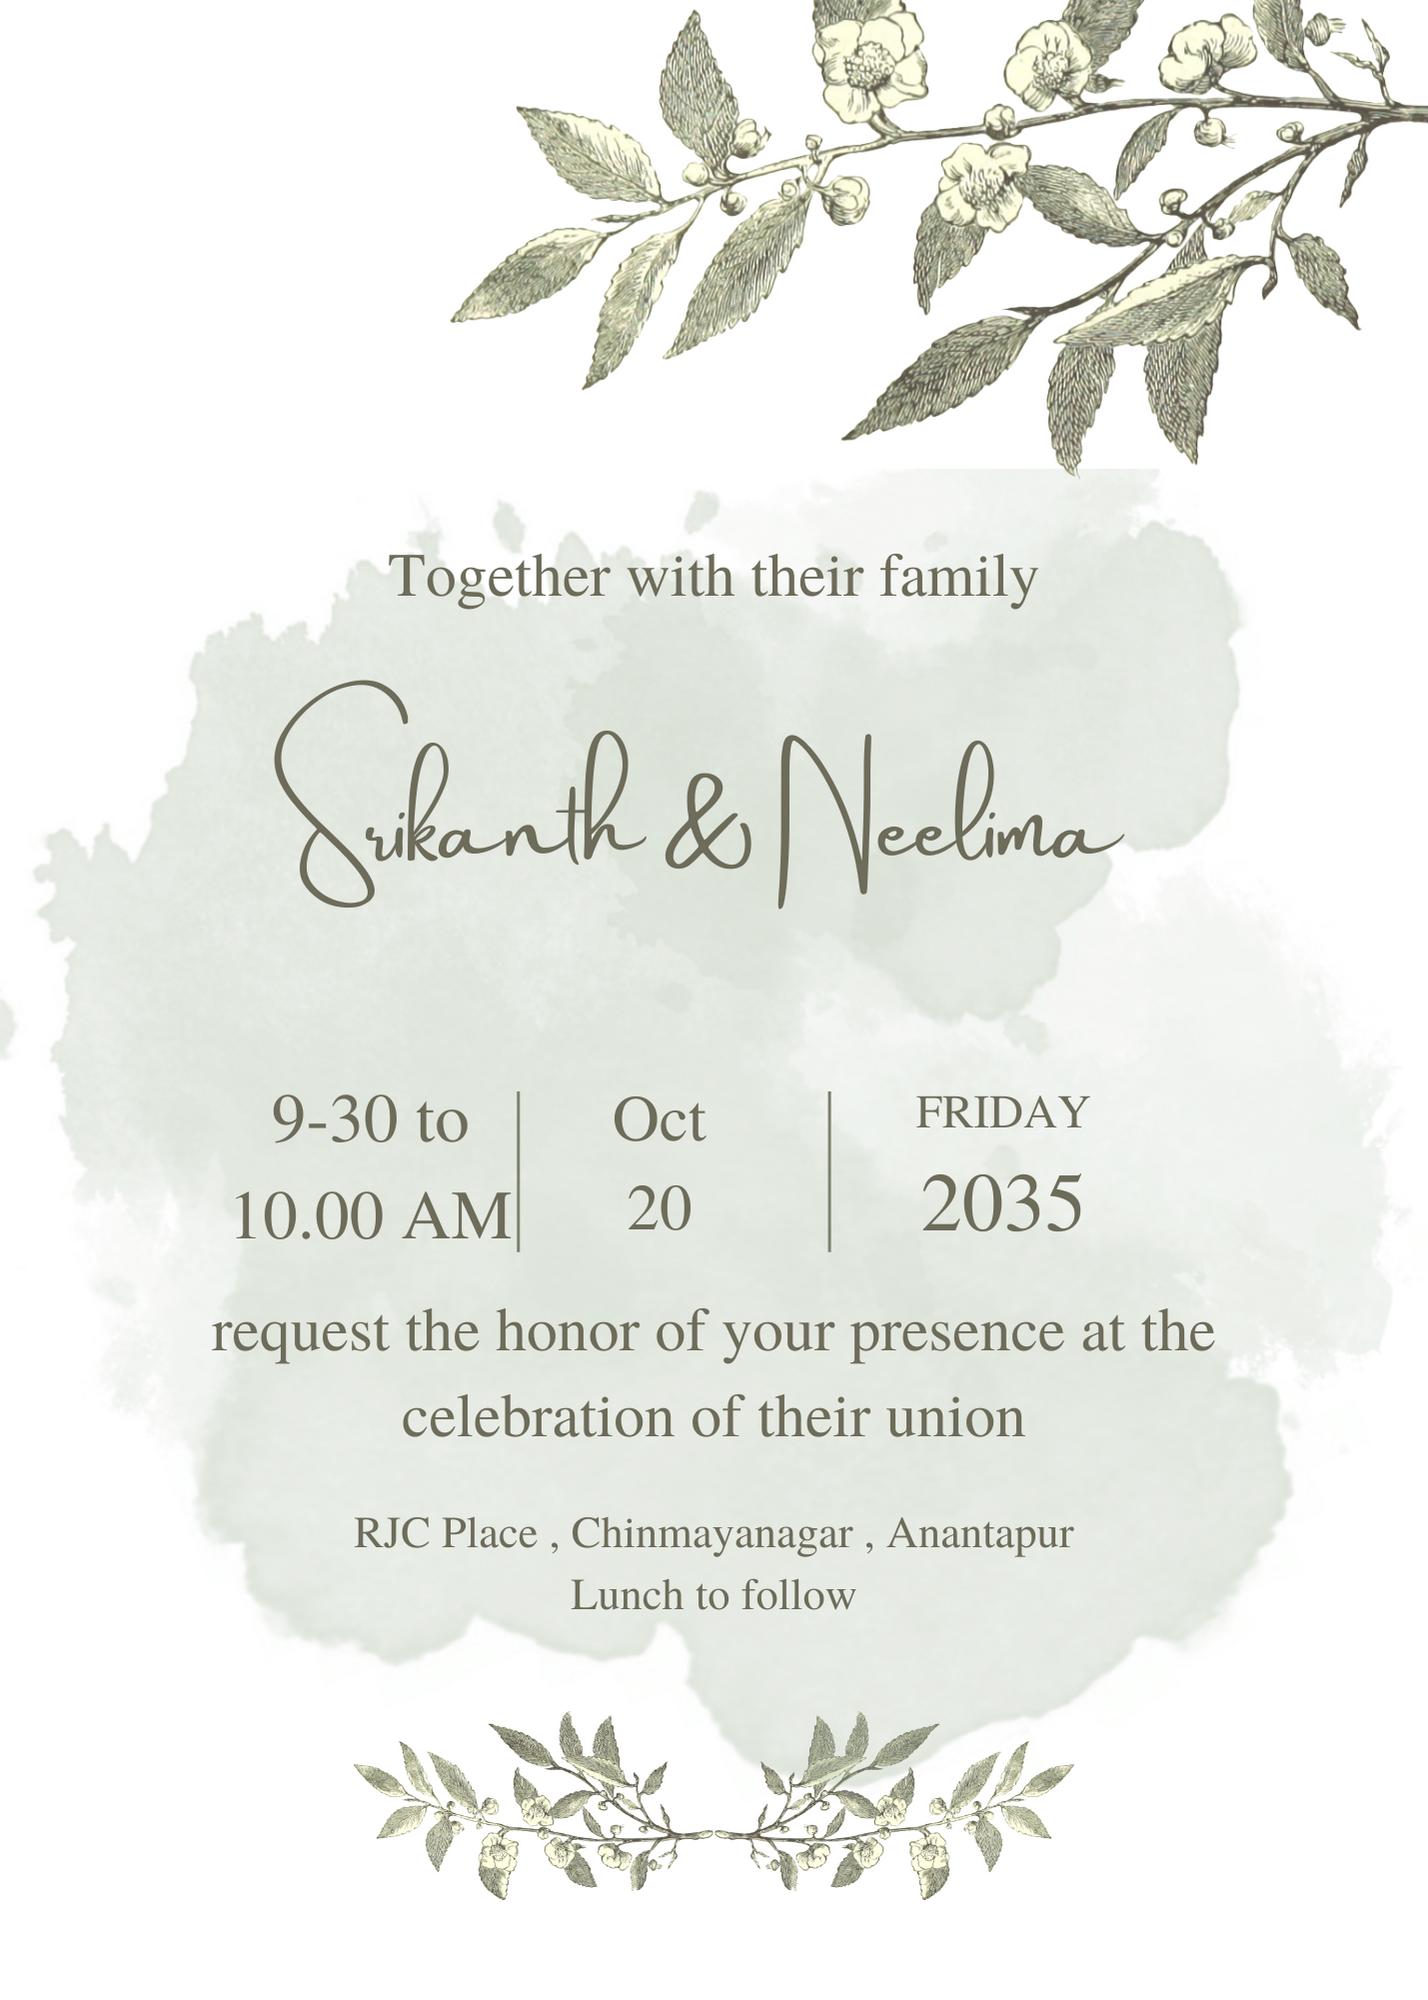 Together with their family
Srikanth & Neelima
9-30 to
10.00 AM
Oct
20
FRIDAY
2035
request the honor of your presence at the
celebration of their union
RJC Place , Chinmayanagar , Anantapur
Lunch to follow